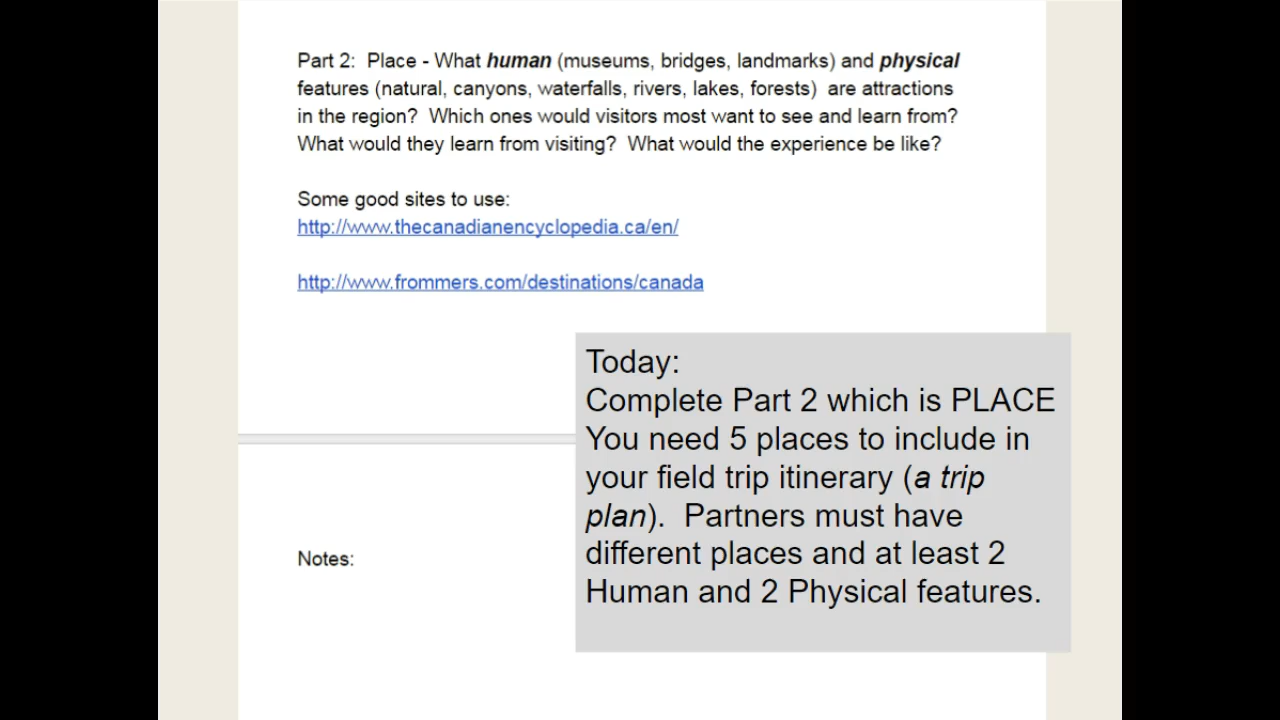 Part 2:  Place - What human (museums, bridges, landmarks) and physical
features (natural, canyons, waterfalls, rivers, lakes, forests)  are attractions
in the region?  Which ones would visitors most want to see and learn from?
What would they learn from visiting?  What would the experience be like?
Some good sites to use:
http://www.thecanadianencyclopedia.ca/en/
http://www.frommers.com/destinations/canada
Today:
Complete Part 2 which is PLACE
You need 5 places to include in
your field trip itinerary (a trip
plan).  Partners must have
different places and at least 2
Human and 2 Physical features.
Notes: